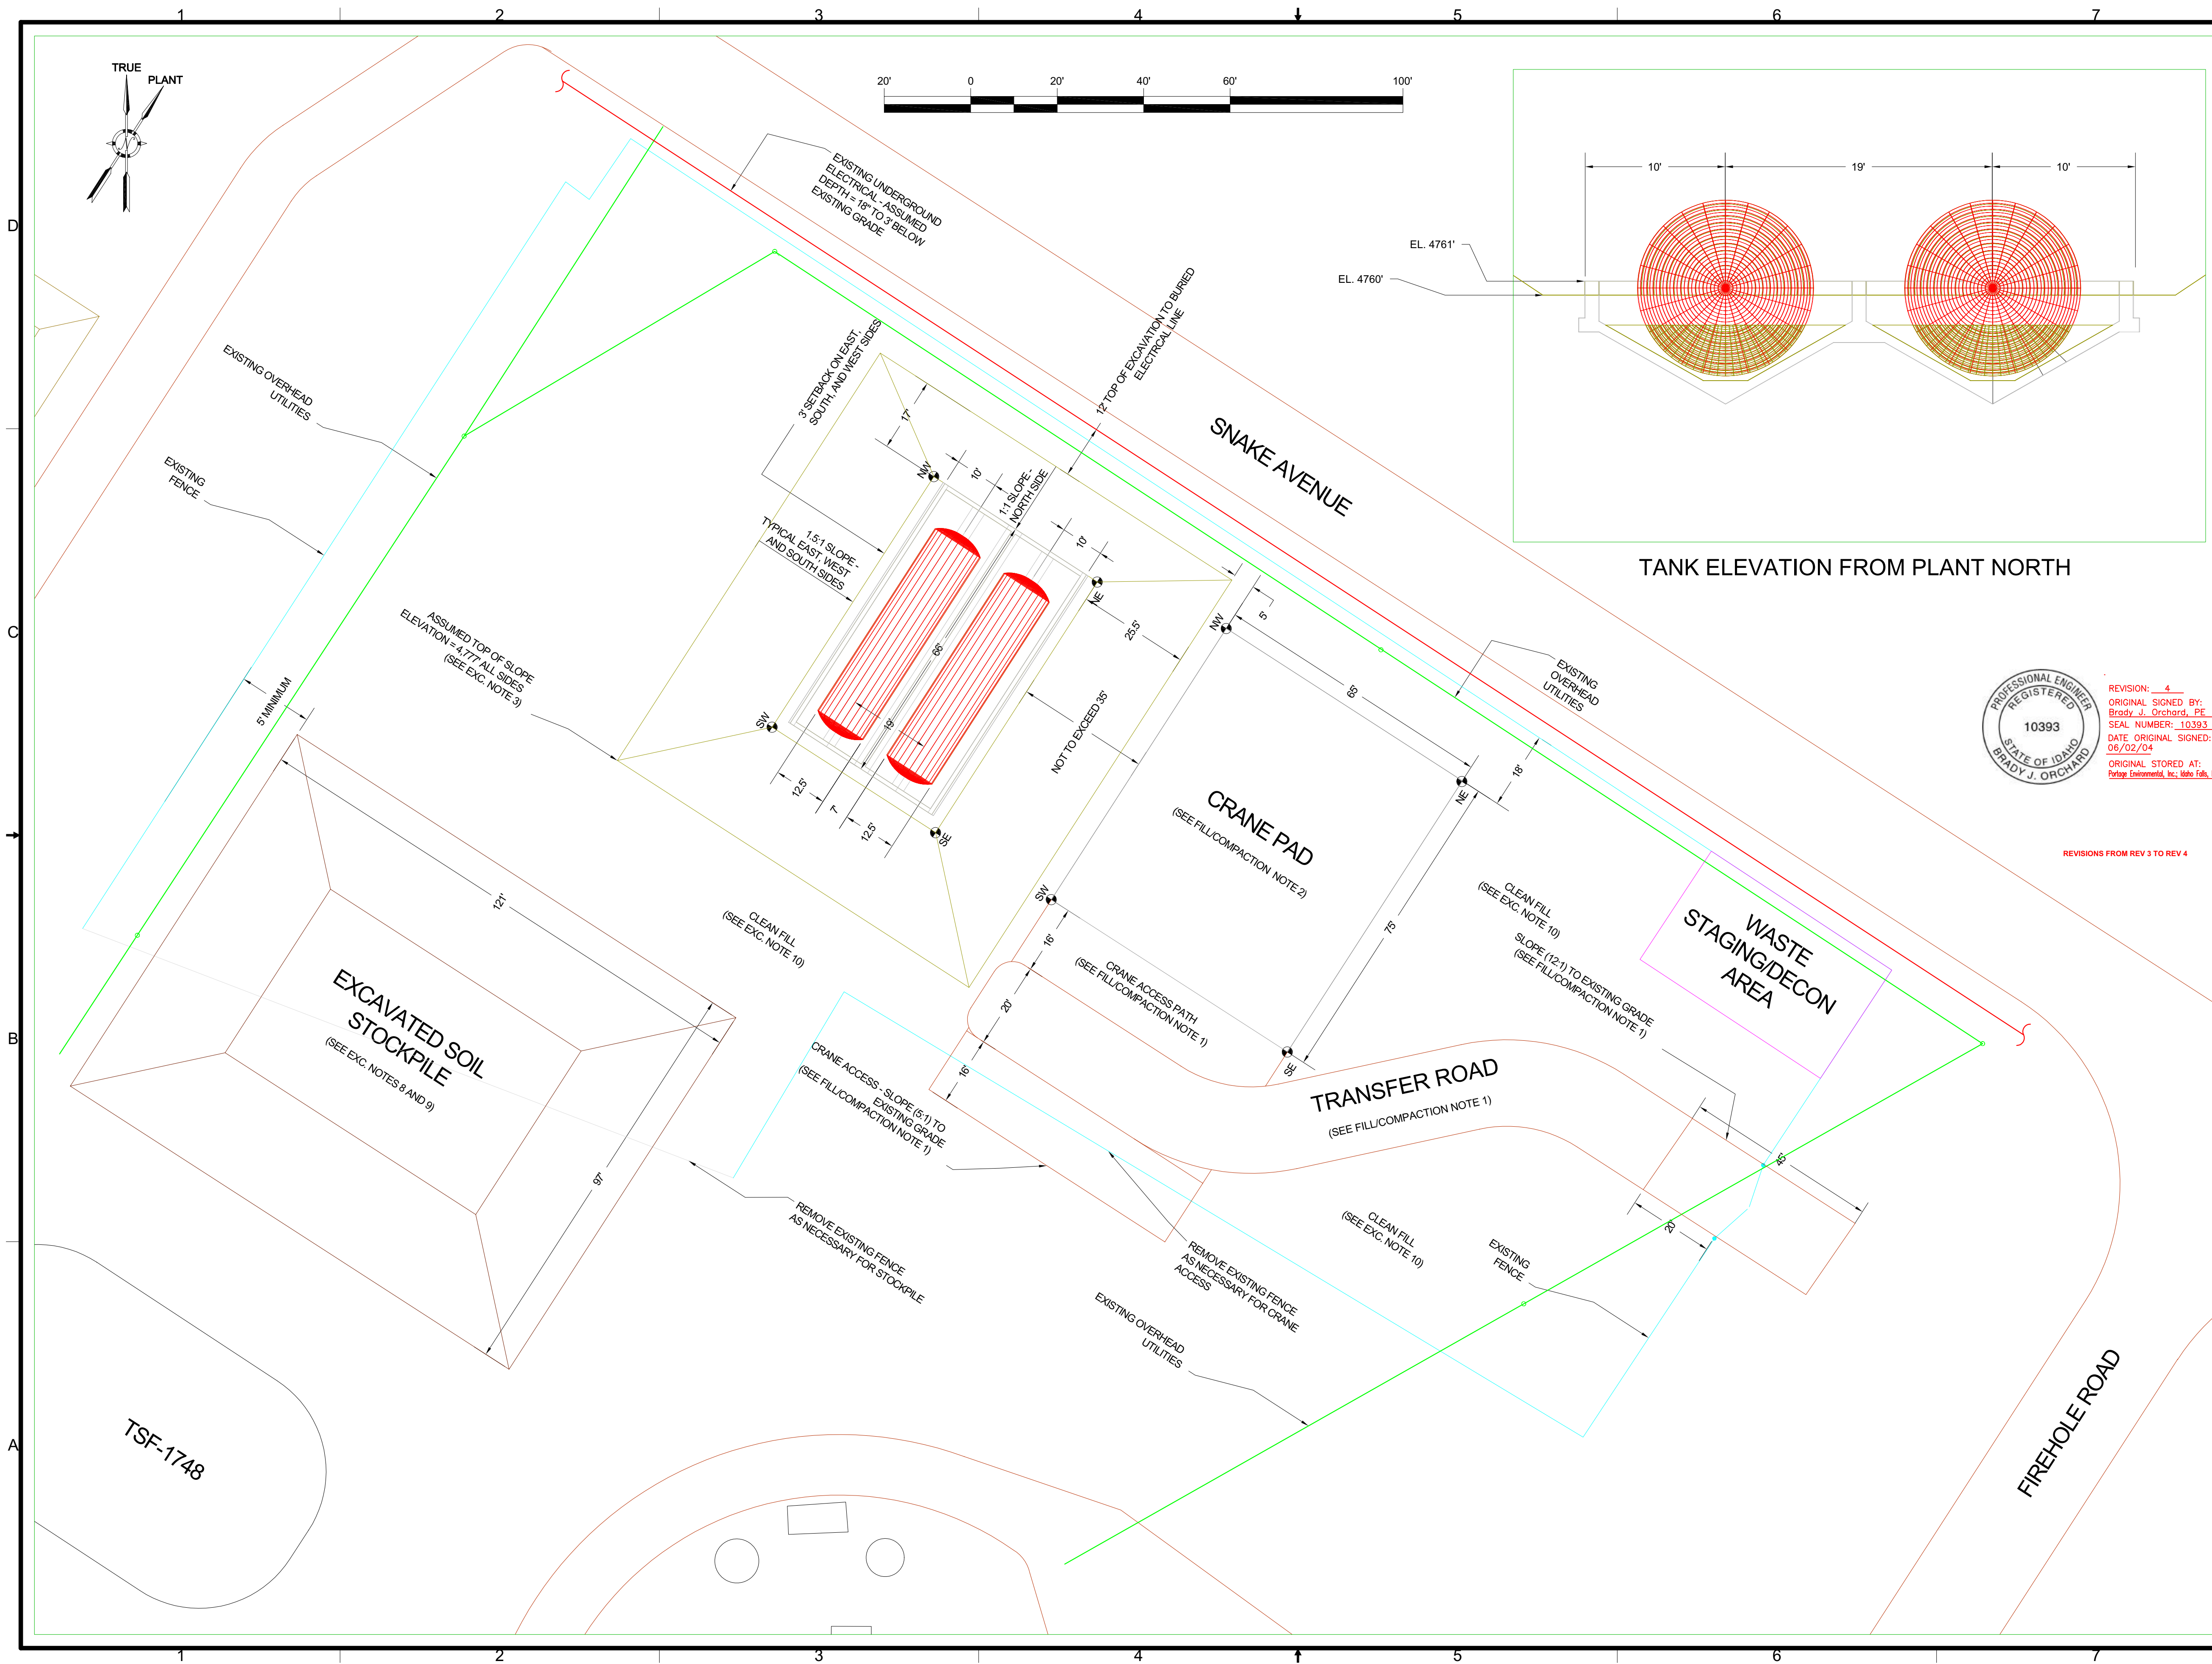 1 2 3 4 5 6 7
TRUE
PLANT
20' 0 20' 40' 60' 100'
D
C
B
A
EXISTING UNDERGROUND
ELECTRICAL - ASSUMED
DEPTH = 18" TO 3' BELOW
EXISTING GRADE
10' 19' 10'
EL. 4761'
EL. 4760'
TANK ELEVATION FROM PLANT NORTH
EXISTING OVERHEAD
UTILITIES
EXISTING
FENCE
3' SETBACK ON EAST,
SOUTH, AND WEST SIDES
12' TOP OF EXCAVATION TO BURIED
ELECTRCAL LINE
SNAKE AVENUE
17'
NW
10'
1:1 SLOPE -
NORTH SIDE
10'
NE
1.5:1 SLOPE -
TYPICAL EAST, WEST
AND SOUTH SIDES
ASSUMED TOP OF SLOPE
ELEVATION = 4,777' ALL SIDES
(SEE EXC. NOTE 3)
66'
19'
25.5'
NOT TO EXCEED 35'
SW
12.5'
7'
12.5'
SE
5' MINIMUM
NW
5'
65'
EXISTING
OVERHEAD
UTILITIES
18'
NE
CRANE PAD
(SEE FILL/COMPACTION NOTE 2)
75'
SW
SE
16'
20'
16'
CRANE ACCESS PATH
(SEE FILL/COMPACTION NOTE 1)
CLEAN FILL
(SEE EXC. NOTE 10)
CLEAN FILL
(SEE EXC. NOTE 10)
SLOPE (12:1) TO EXISTING GRADE
(SEE FILL/COMPACTION NOTE 1)
WASTE
STAGING/DECON
AREA
PROFESSIONAL ENGINEER
REGISTERED
10393
STATE OF IDAHO
BRADY J. ORCHARD
REVISION: 4
ORIGINAL SIGNED BY:
Brady J. Orchard, PE
SEAL NUMBER: 10393
DATE ORIGINAL SIGNED:
06/02/04
ORIGINAL STORED AT:
Portage Environmental, Inc.; Idaho Falls,
REVISIONS FROM REV 3 TO REV 4
121'
97'
EXCAVATED SOIL
STOCKPILE
(SEE EXC. NOTES 8 AND 9)
CRANE ACCESS - SLOPE (5:1) TO
EXISTING GRADE
(SEE FILL/COMPACTION NOTE 1)
TRANSFER ROAD
(SEE FILL/COMPACTION NOTE 1)
45'
20'
REMOVE EXISTING FENCE
AS NECESSARY FOR STOCKPILE
REMOVE EXISTING FENCE
AS NECESSARY FOR CRANE
ACCESS
CLEAN FILL
(SEE EXC. NOTE 10)
EXISTING
FENCE
EXISTING OVERHEAD
UTILITIES
FIREHOLE ROAD
TSF-1748
1 2 3 4 5 6 7